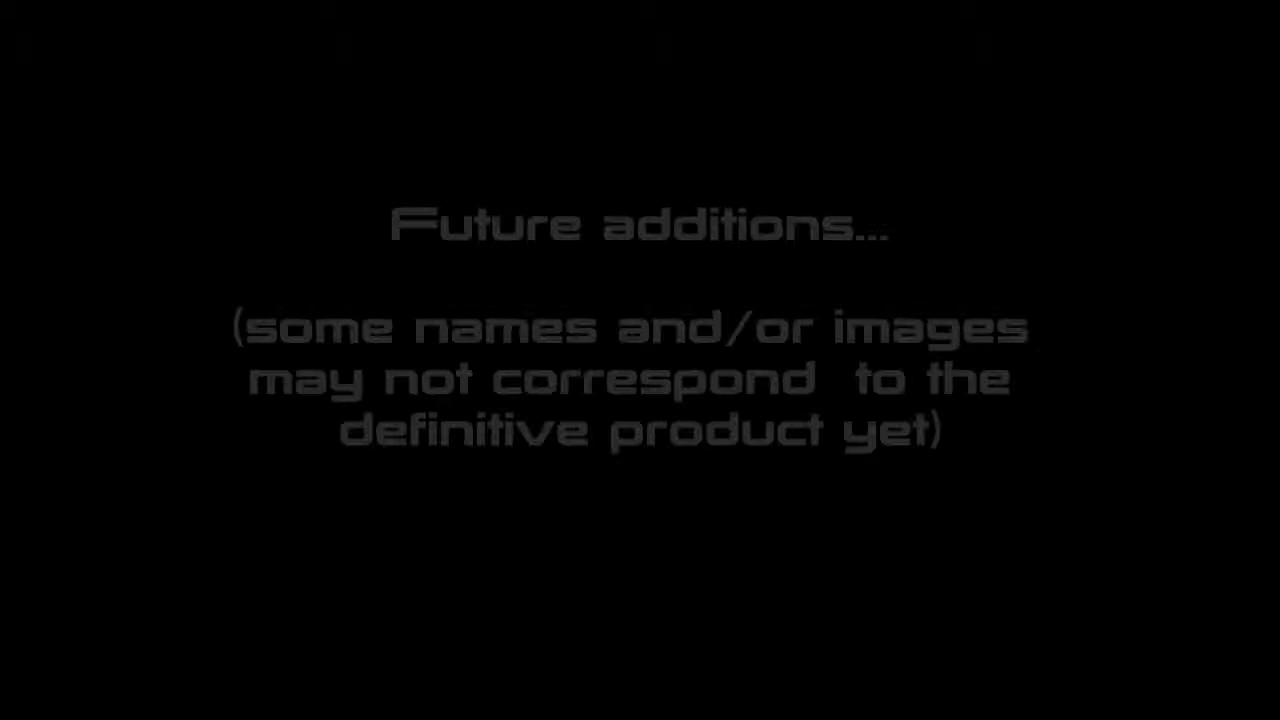 Future additions...
(some names and/or images
may not correspond  to the
definitive product yet)